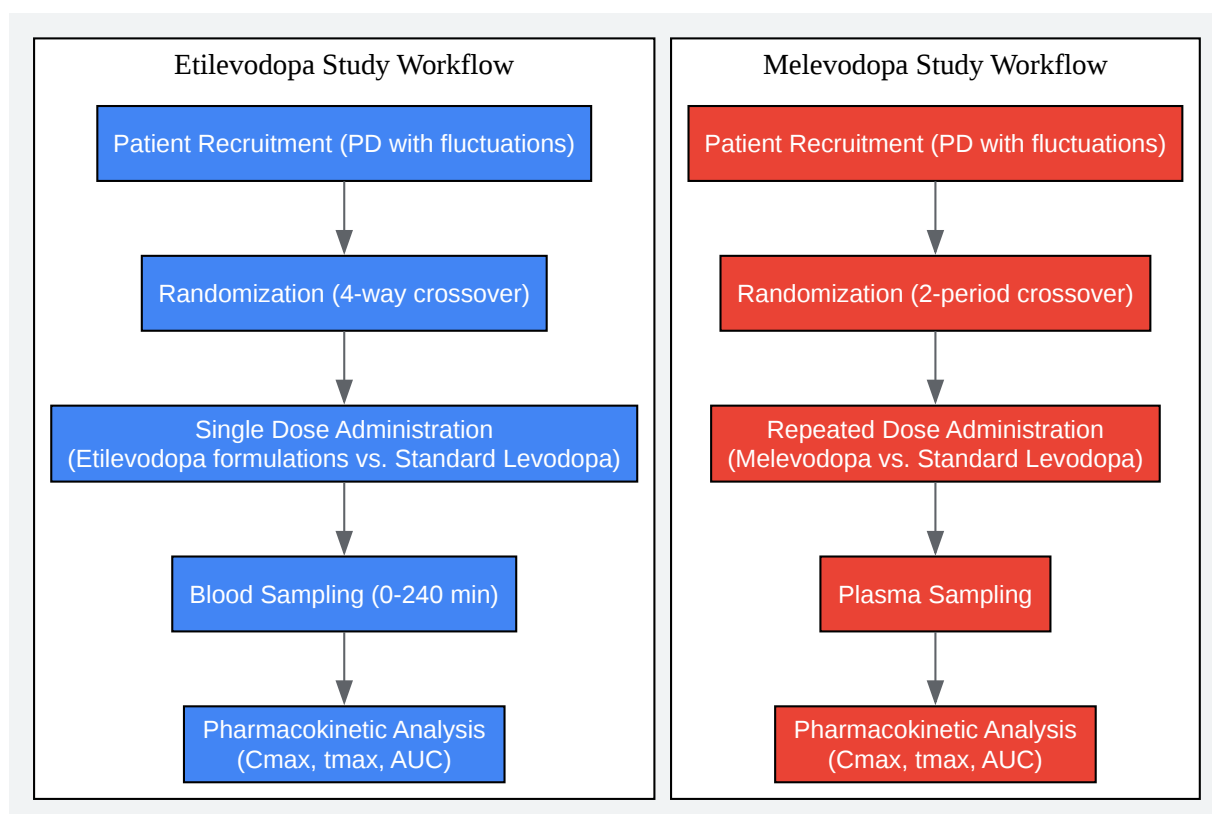 Etilevodopa Study Workflow
Patient Recruitment (PD with fluctuations)
Randomization (4-way crossover)
Single Dose Administration
(Etilevodopa formulations vs. Standard Levodopa)
Blood Sampling (0-240 min)
Pharmacokinetic Analysis
(Cmax, tmax, AUC)
Melevodopa Study Workflow
Patient Recruitment (PD with fluctuations)
Randomization (2-period crossover)
Repeated Dose Administration
(Melevodopa vs. Standard Levodopa)
Plasma Sampling
Pharmacokinetic Analysis
(Cmax, tmax, AUC)